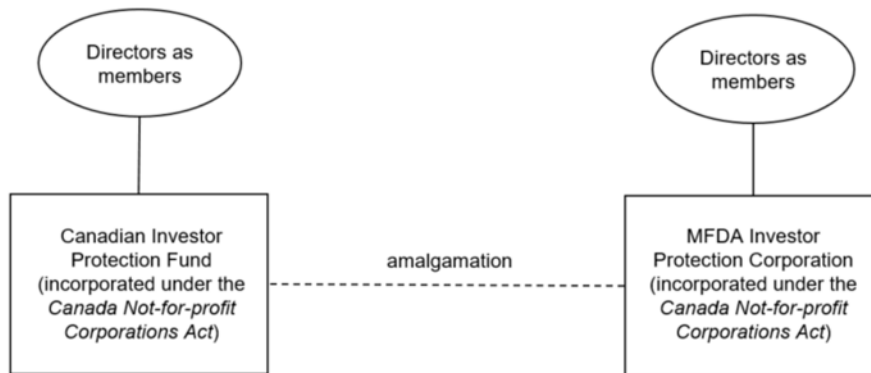 Directors as
members
Directors as
members
Canadian Investor
Protection Fund
(incorporated under the
Canada Not-for-profit
Corporations Act)
amalgamation
MFDA Investor
Protection Corporation
(incorporated under the
Canada Not-for-profit
Corporations Act)